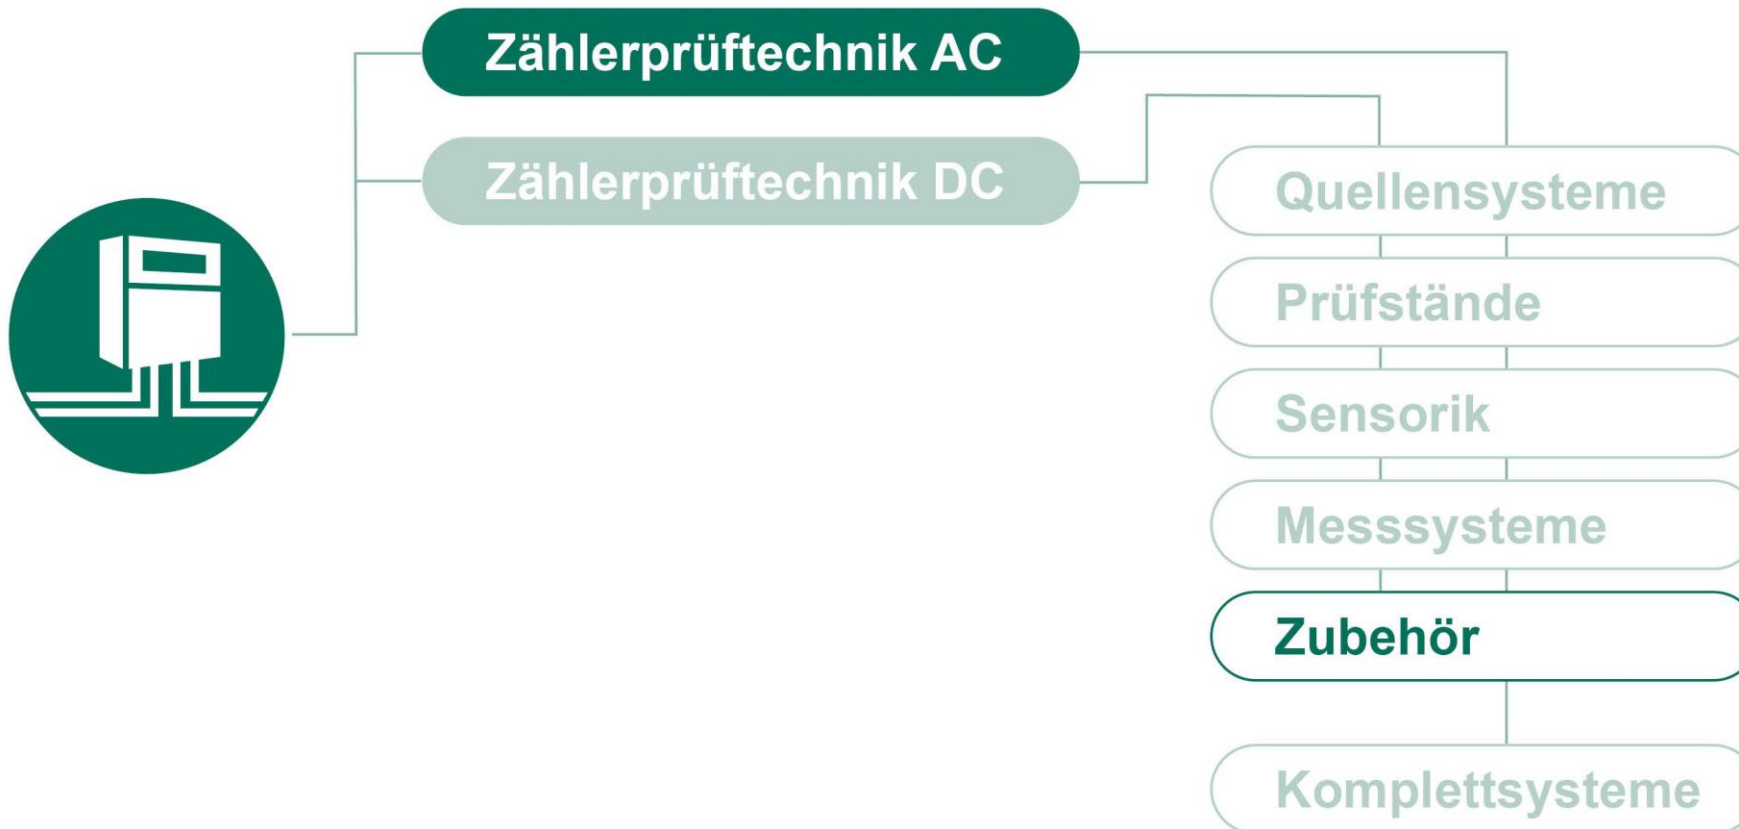 Zählerprüftechnik AC
Zählerprüftechnik DC
Quellensysteme
Prüfstände
Sensorik
Messsysteme
Zubehör
Komplettsysteme